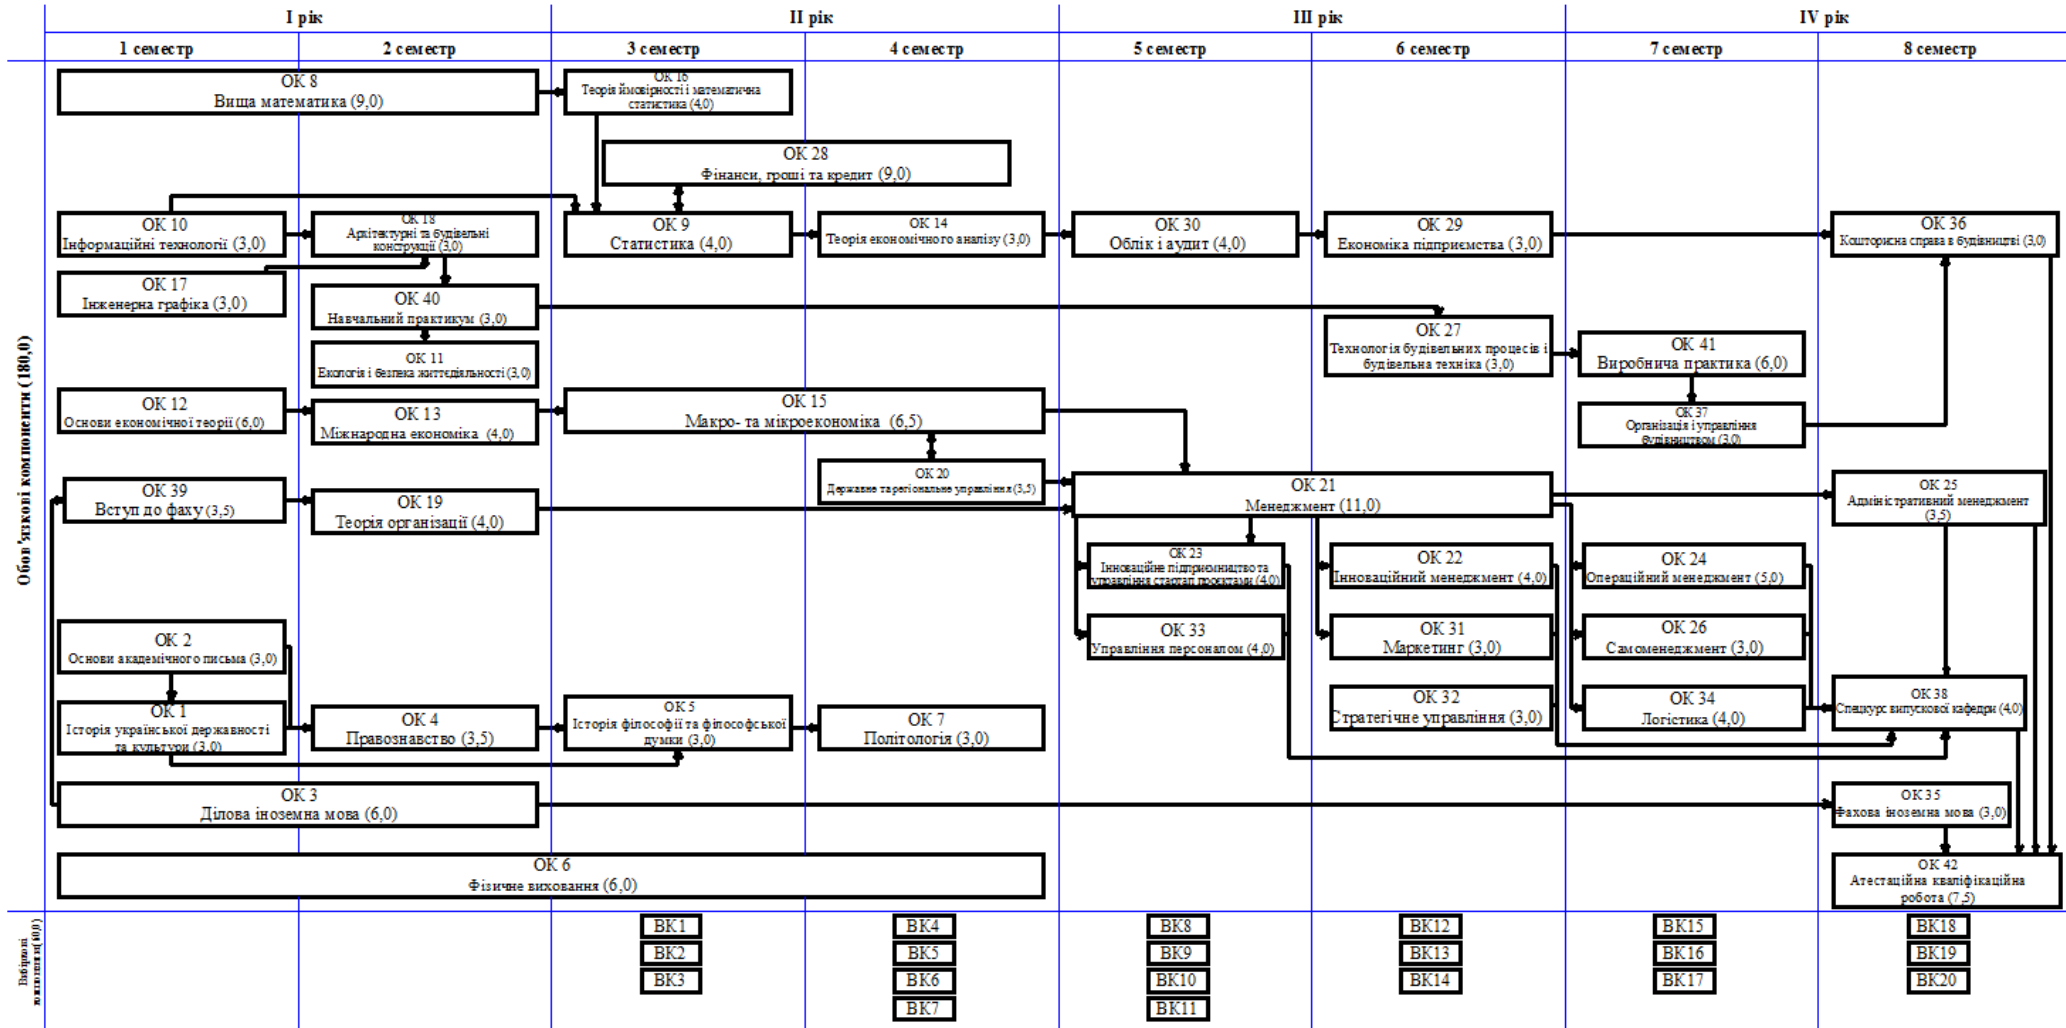 І рік
ІІ рік
ІІІ рік
IV рік
1 семестр
2 семестр
3 семестр
4 семестр
5 семестр
6 семестр
7 семестр
8 семестр
Обов'язкові компоненти (180,0)
ОК 8
Вища математика (9,0)
ОК 16
Теорія ймовірності і математична
статистика (4,0)
ОК 28
Фінанси, гроші та кредит (9,0)
ОК 10
Інформаційні технології (3,0)
ОК 18
Архітектурні та будівельні
конструкції (3,0)
ОК 9
Статистика (4,0)
ОК 14
Теорія економічного аналізу (3,0)
ОК 30
Облік і аудит (4,0)
ОК 29
Економіка підприємства (3,0)
ОК 36
Кошторисна справа в будівництві (3,0)
ОК 17
Інженерна графіка (3,0)
ОК 40
Навчальний практикум (3,0)
ОК 11
Екологія і безпека життєдіяльності (3,0)
ОК 27
Технологія будівельних процесів і
будівельна техніка (3,0)
ОК 41
Виробнича практика (6,0)
ОК 12
Основи економічної теорії (6,0)
ОК 13
Міжнародна економіка (4,0)
ОК 15
Макро- та мікроекономіка (6,5)
ОК 37
Організація і управління
будівництвом (3,0)
ОК 20
Державне та регіональне управління (3,5)
ОК 39
Вступ до фаху (3,5)
ОК 19
Теорія організації (4,0)
ОК 21
Менеджмент (11,0)
ОК 25
Адміністративний менеджмент
(3,5)
ОК 23
Інноваційне підприємництво та
управління стартап проєктами (4,0)
ОК 22
Інноваційний менеджмент (4,0)
ОК 24
Операційний менеджмент (5,0)
ОК 2
Основи академічного письма (3,0)
ОК 33
Управління персоналом (4,0)
ОК 31
Маркетинг (3,0)
ОК 26
Самоменеджмент (3,0)
ОК 1
Історія української державності
та культури (3,0)
ОК 4
Правознавство (3,5)
ОК 5
Історія філософії та філософської
думки (3,0)
ОК 7
Політологія (3,0)
ОК 32
Стратегічне управління (3,0)
ОК 34
Логістика (4,0)
ОК 38
Спецкурс випускової кафедри (4,0)
ОК 3
Ділова іноземна мова (6,0)
ОК 35
Фахова іноземна мова (3,0)
ОК 6
Фізичне виховання (6,0)
ОК 42
Атестаційна кваліфікаційна
робота (7,5)
Вибіркові
компоненти (60,0)
ВК1
ВК4
ВК8
ВК12
ВК15
ВК18
ВК2
ВК5
ВК9
ВК13
ВК16
ВК19
ВК3
ВК6
ВК10
ВК14
ВК17
ВК20
ВК7
ВК11